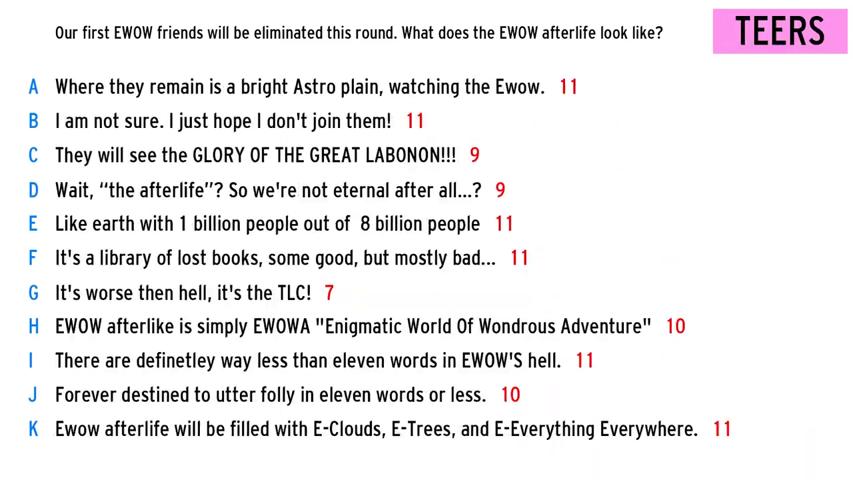 Our first EWOW friends will be eliminated this round. What does the EWOW afterlife look like?
TEERS
A Where they remain is a bright Astro plain, watching the Ewow. 11
B I am not sure. I just hope I don't join them! 11
C They will see the GLORY OF THE GREAT LABONON!!! 9
D Wait, “the afterlife”? So we're not eternal after all...? 9
E Like earth with 1 billion people out of 8 billion people 11
F It's a library of lost books, some good, but mostly bad... 11
G It's worse then hell, it's the TLC! 7
H EWOW afterlike is simply EWOWA "Enigmatic World Of Wondrous Adventure" 10
I There are definetley way less than eleven words in EWOW'S hell. 11
J Forever destined to utter folly in eleven words or less. 10
K Ewow afterlife will be filled with E-Clouds, E-Trees, and E-Everything Everywhere. 11